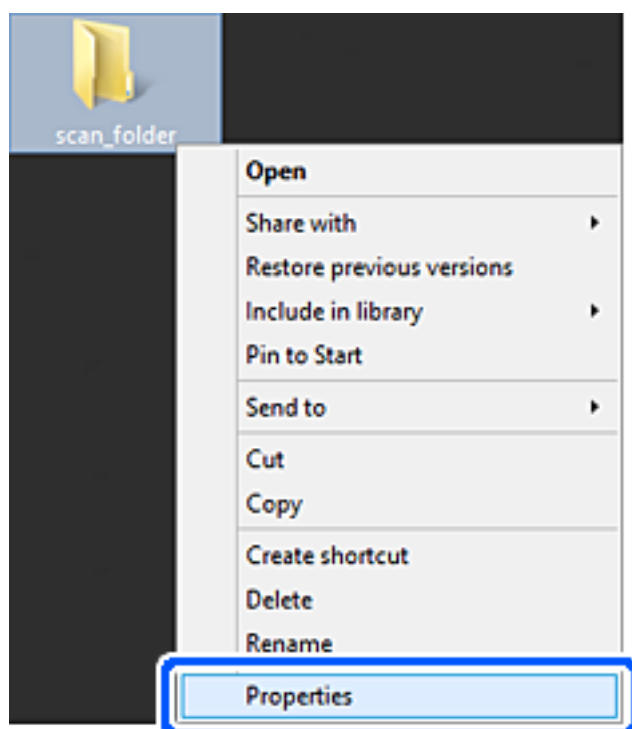 scan_folder
Open
Share with
Restore previous versions
Include in library
Pin to Start
Send to
Cut
Copy
Create shortcut
Delete
Rename
Properties